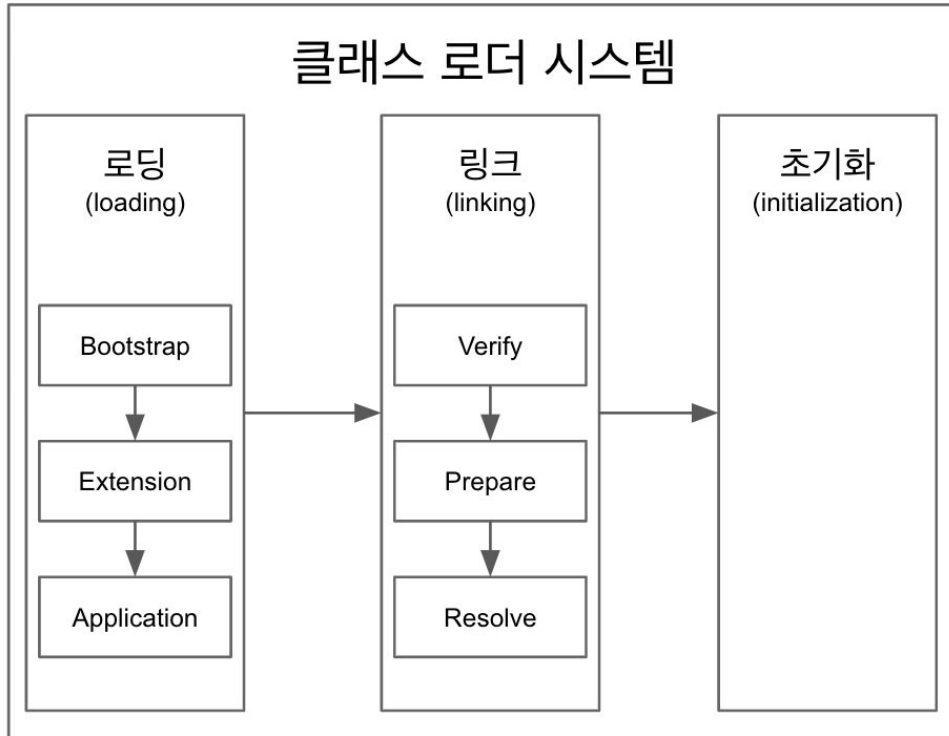 클래스 로더 시스템
로딩
(loading)
Bootstrap
Extension
Application
링크
(linking)
Verify
Prepare
Resolve
초기화
(initialization)